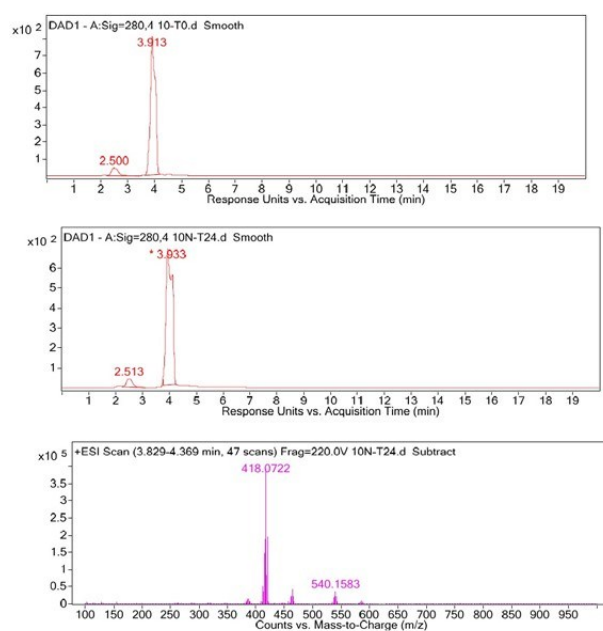 DAD1 - A:Sig=280,4 10-T0.d Smooth
x10 2
3.913
7
6
5
4
3
2
1
2.500
1 2 3 4 5 6 7 8 9 10 11 12 13 14 15 16 17 18 19
Response Units vs. Acquisition Time (min)
DAD1 - A:Sig=280,4 10N-T24.d Smooth
x10 2
* 3.933
6
5
4
3
2
1
2.513
1 2 3 4 5 6 7 8 9 10 11 12 13 14 15 16 17 18 19
Response Units vs. Acquisition Time (min)
+ESI Scan (3.829-4.369 min, 47 scans) Frag=220.0V 10N-T24.d Subtract
x10 5
418.0722
3.5
3
2.5
2
1.5
1
0.5
0
540.1583
100 150 200 250 300 350 400 450 500 550 600 650 700 750 800 850 900 950
Counts vs. Mass-to-Charge (m/z)